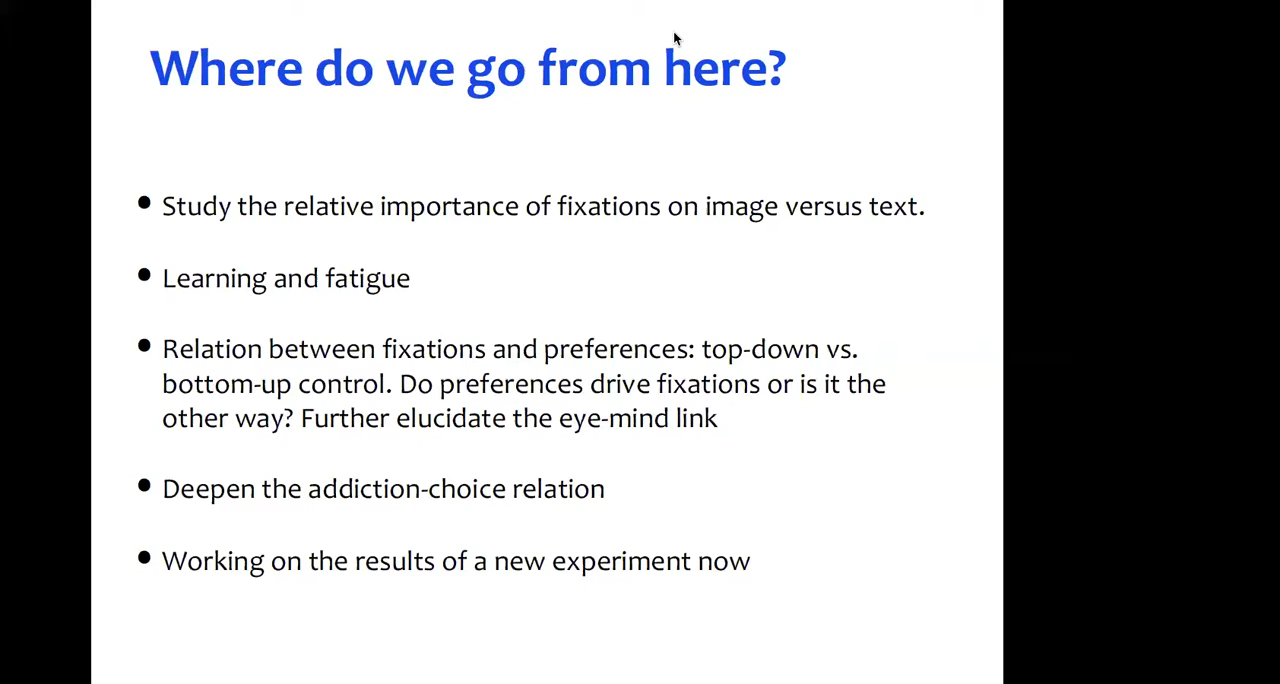 Where do we go from here?
• Study the relative importance of fixations on image versus text.
• Learning and fatigue
• Relation between fixations and preferences: top-down vs.
bottom-up control. Do preferences drive fixations or is it the
other way? Further elucidate the eye-mind link
• Deepen the addiction-choice relation
• Working on the results of a new experiment now